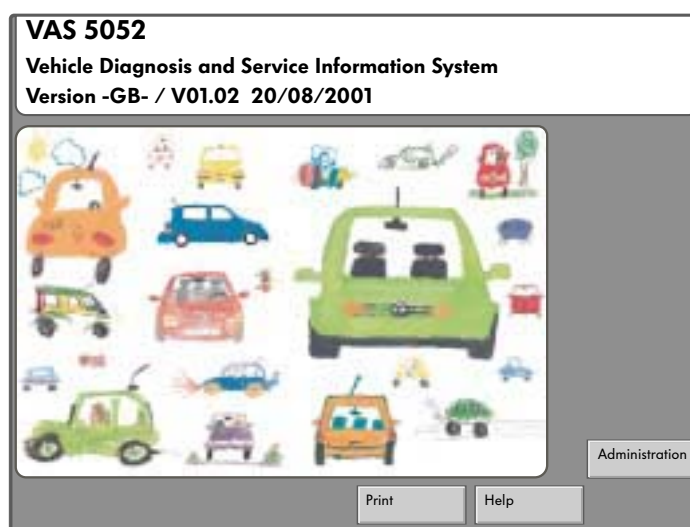 VAS 5052
Vehicle Diagnosis and Service Information System
Version -GB- / V01.02 20/08/2001
Administration
Print
Help